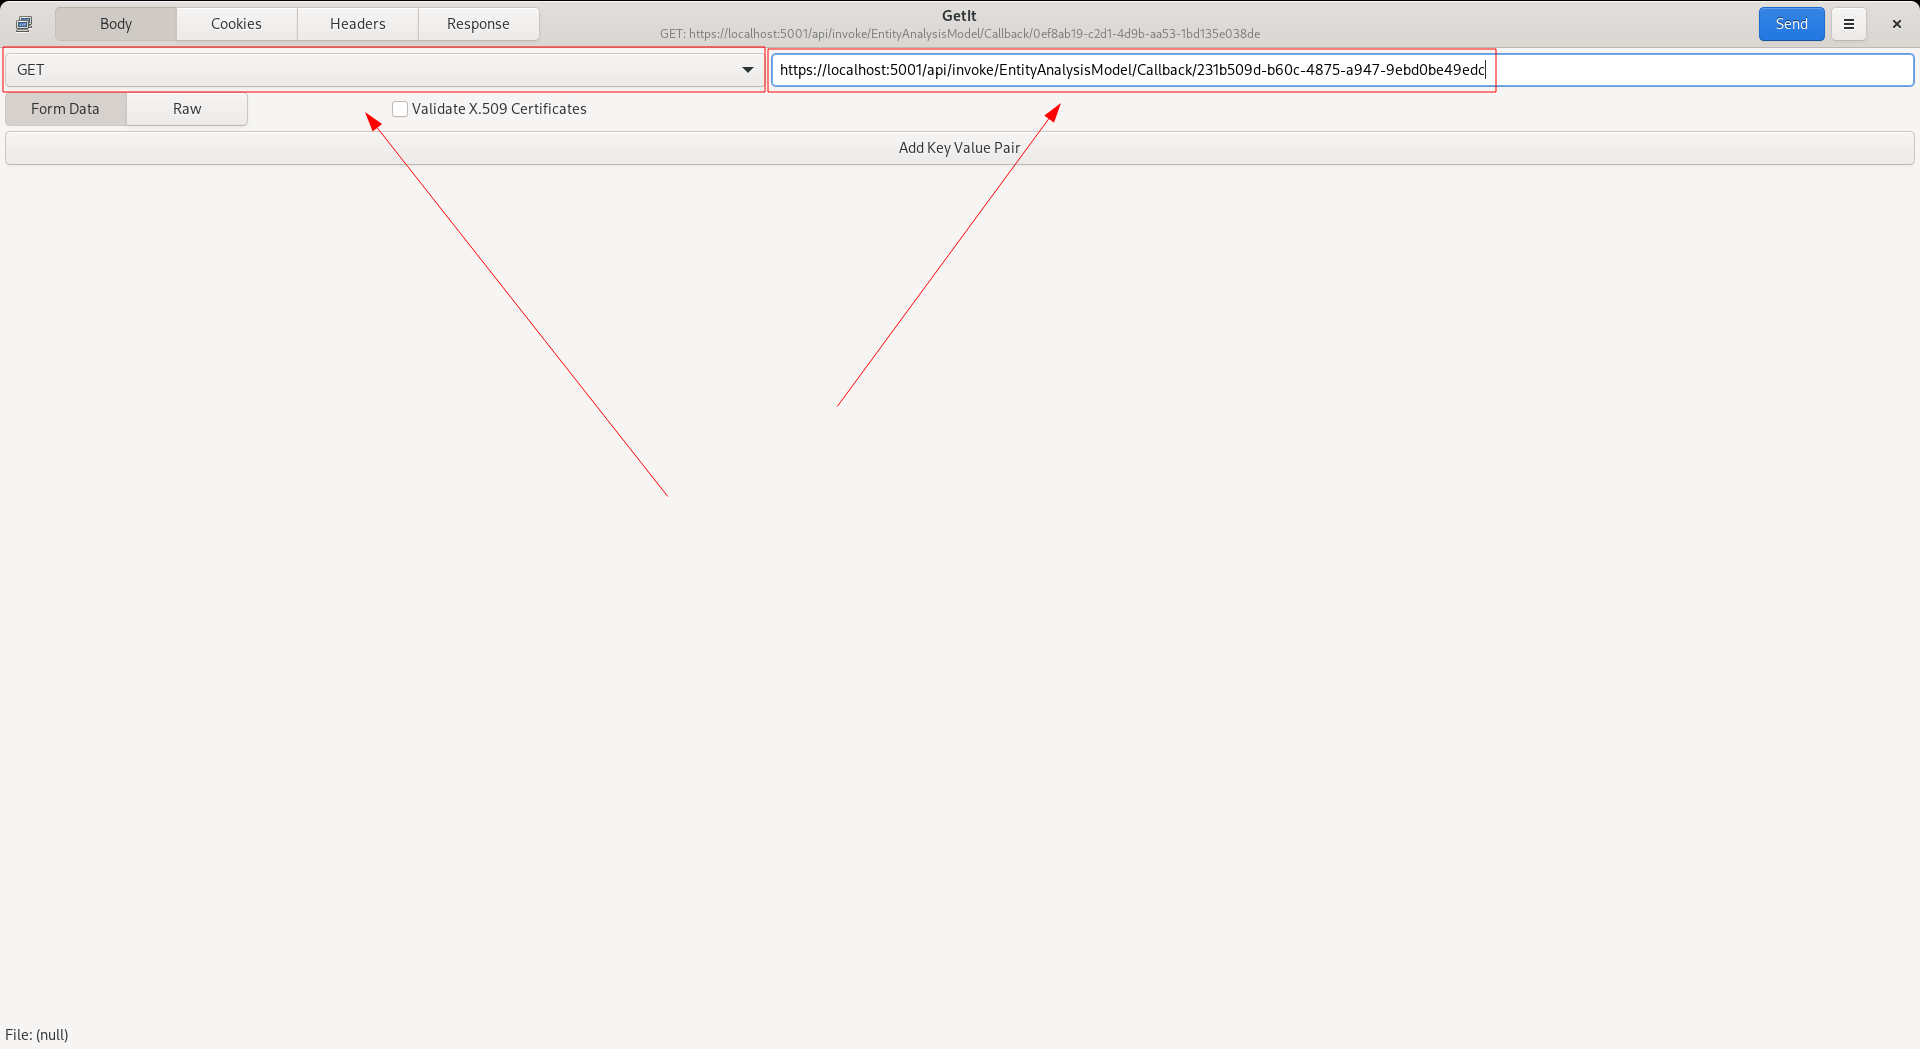 Body Cookies Headers Response
GetIt
GET: https://localhost:5001/api/invoke/EntityAnalysisModel/Callback/0ef8ab19-c2d1-4d9b-aa53-1bd135e038de
Send
GET
https://localhost:5001/api/invoke/EntityAnalysisModel/Callback/231b509d-b60c-4875-a947-9ebd0be49edc
Form Data Raw
Validate X.509 Certificates
Add Key Value Pair
File: (null)